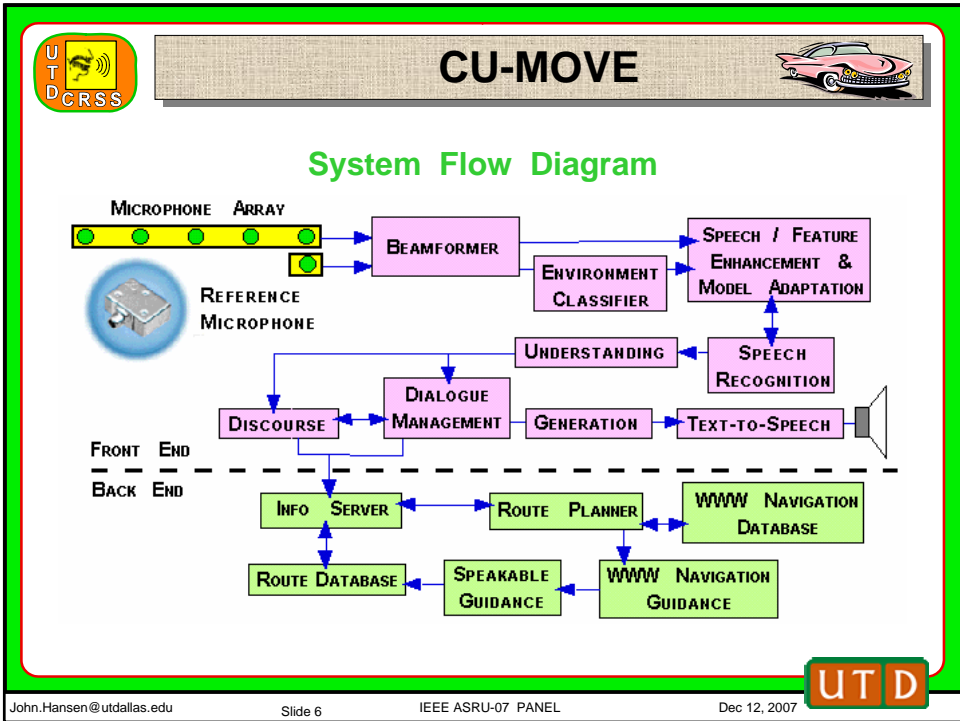 U
T
D CRSS
CU-MOVE
System Flow Diagram
MICROPHONE ARRAY
REFERENCE
MICROPHONE
BEAMFORMER
ENVIRONMENT
CLASSIFIER
SPEECH / FEATURE
ENHANCEMENT &
MODEL ADAPTATION
UNDERSTANDING
SPEECH
RECOGNITION
DISCOURSE
DIALOGUE
MANAGEMENT
GENERATION
TEXT-TO-SPEECH
FRONT END
BACK END
INFO SERVER
ROUTE PLANNER
WWW NAVIGATION
DATABASE
ROUTE DATABASE
SPEAKABLE
GUIDANCE
WWW NAVIGATION
GUIDANCE
John.Hansen@utdallas.edu
Slide 6
IEEE ASRU-07 PANEL
Dec 12, 2007
UTD